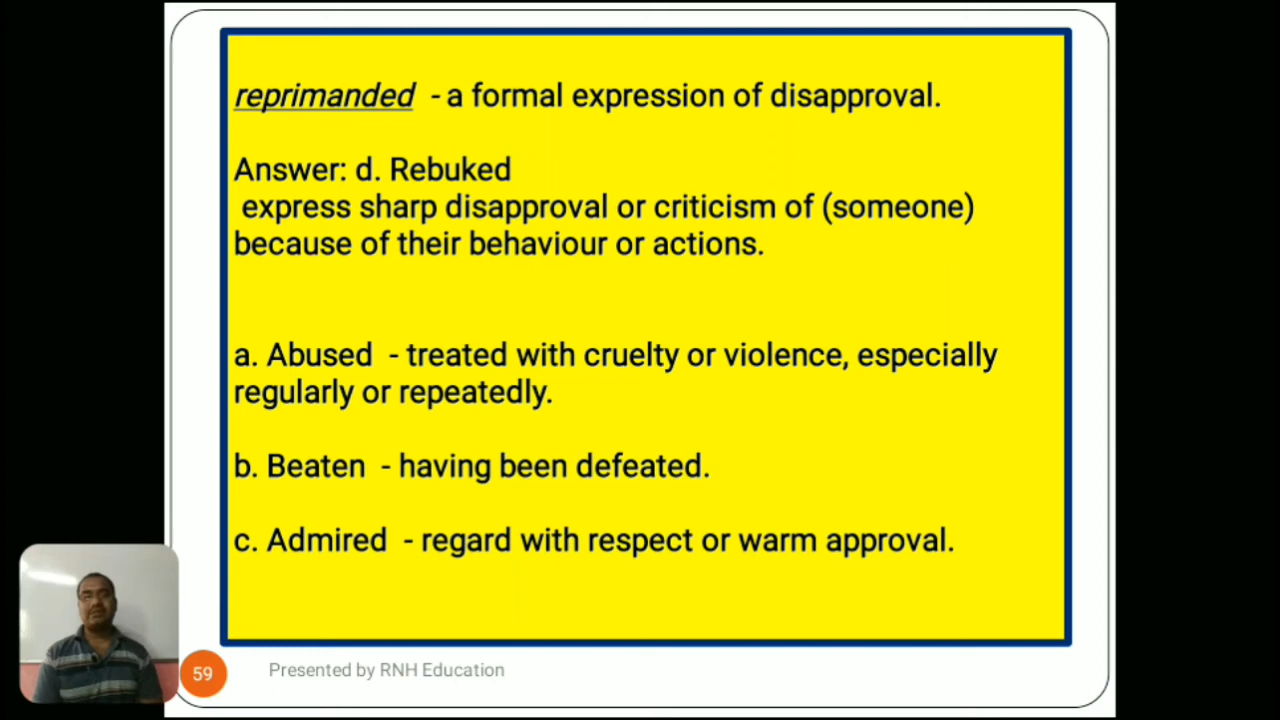 reprimanded - a formal expression of disapproval.
Answer: d. Rebuked
express sharp disapproval or criticism of (someone)
because of their behaviour or actions.
a. Abused - treated with cruelty or violence, especially
regularly or repeatedly.
b. Beaten - having been defeated.
c. Admired - regard with respect or warm approval.
59 Presented by RNH Education